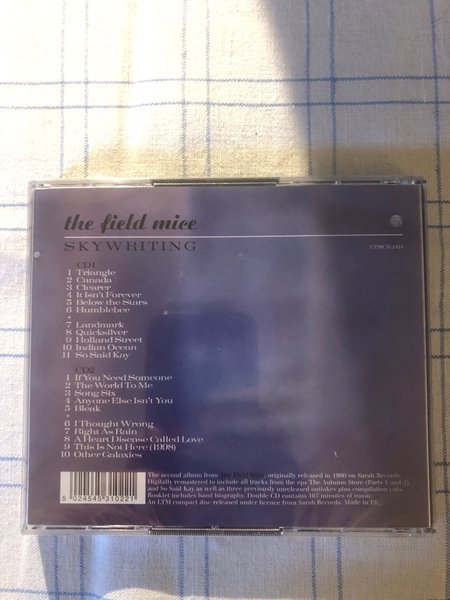 the field mice
SKYWRITING
LTMCD 2421
CD1
1 Triangle
2 Canada
3 Clearer
4 It Isn't Forever
5 Below the Stars
6 Humblebee
+
7 Landmark
8 Quicksilver
9 Holland Street
10 Indian Ocean
11 So Said Kay
CD2
1 If You Need Someone
2 The World To Me
3 Song Six
4 Anyone Else Isn't You
5 Bleak
+
6 I Thought Wrong
7 Right As Rain
8 A Heart Disease Called Love
9 This Is Not Here (1998)
10 Other Galaxies
The second album from The Field Mice, originally released in 1990 on Sarah Records.
Digitally remastered to include all tracks from the eps The Autumn Store (Parts 1 and 2)
and So Said Kay as well as three previously unreleased outtakes plus compilation cuts.
Booklet includes band biography. Double CD contains 107 minutes of music.
An LTM compact disc released under licence from Sarah Records. Made in EU.
5 024545 310221